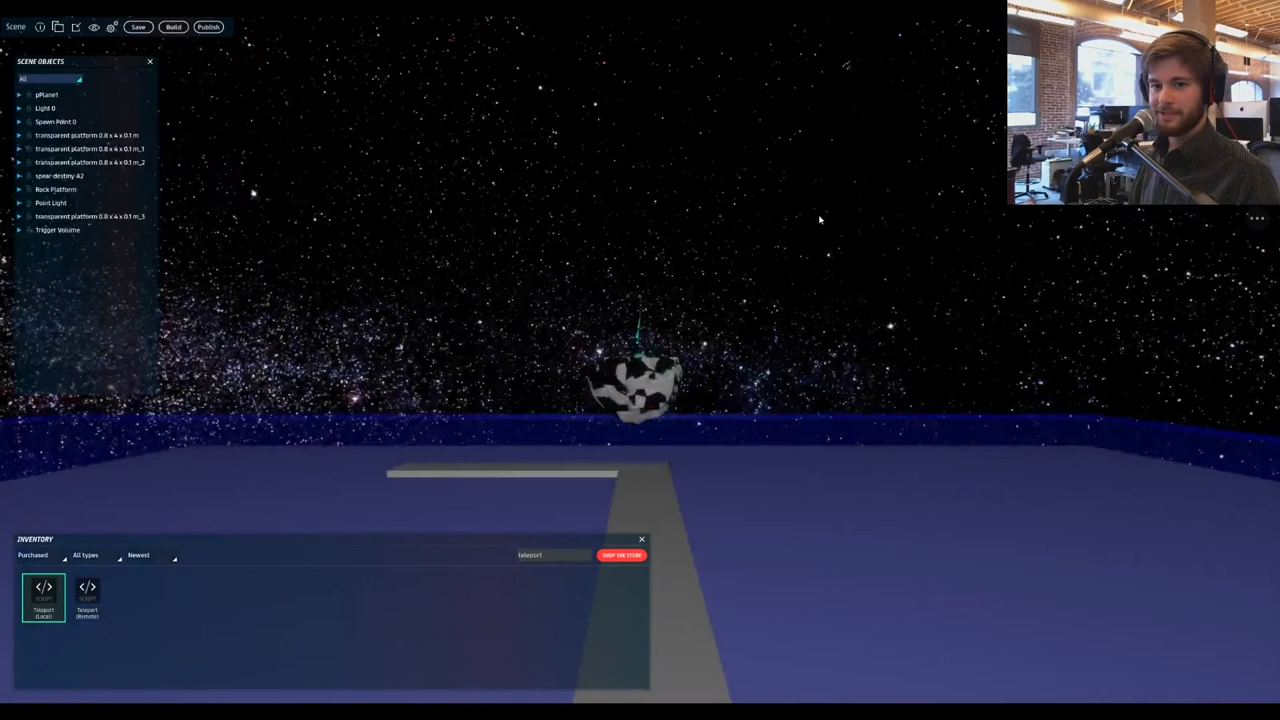 Scene Save Build Publish
SCENE OBJECTS
All
pPlane1
Light 0
Spawn Point 0
transparent platform 0.8 x 4 x 0.1 m
transparent platform 0.8 x 4 x 0.1 m_1
transparent platform 0.8 x 4 x 0.1 m_2
spear-destiny-A2
Rock Platform
Point Light
transparent platform 0.8 x 4 x 0.1 m_3
Trigger Volume
INVENTORY
Purchased All types Newest teleport SHOP THE STORE
</> </>
SCRIPT SCRIPT
Teleport Teleport
(Local) (Remote)